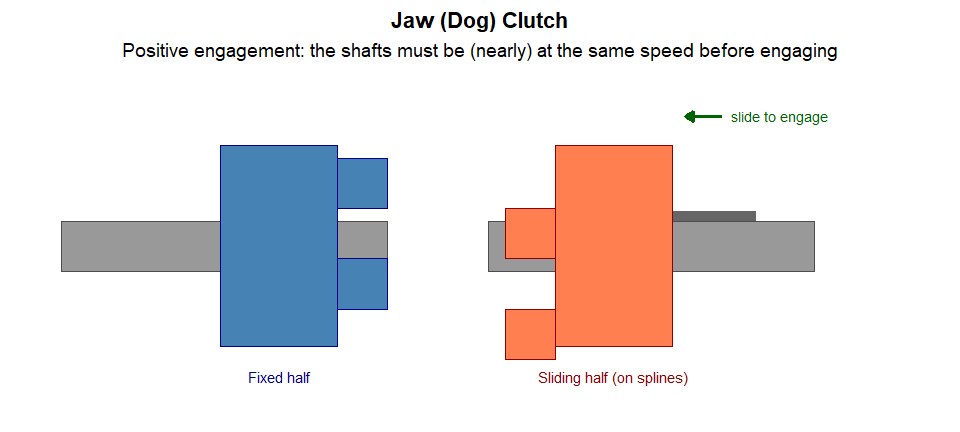 Jaw (Dog) Clutch
Positive engagement: the shafts must be (nearly) at the same speed before engaging
slide to engage
Fixed half
Sliding half (on splines)